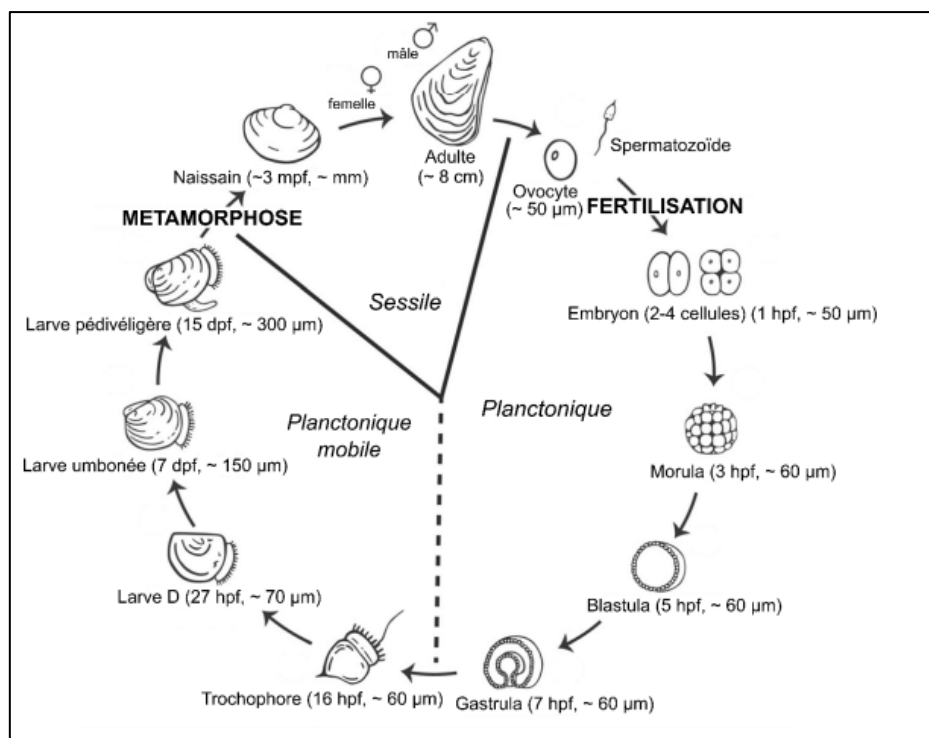 mâle
femelle
Adulte
(~ 8 cm)
Ovocyte
(~ 50 µm)
Spermatozoïde
FERTILISATION
Embryon (2-4 cellules) (1 hpf, ~ 50 µm)
Morula (3 hpf, ~ 60 µm)
Blastula (5 hpf, ~ 60 µm)
Gastrula (7 hpf, ~ 60 µm)
Trochophore (16 hpf, ~ 60 µm)
Larve D (27 hpf, ~ 70 µm)
Larve umbonée (7 dpf, ~ 150 µm)
Larve pédivéligère (15 dpf, ~ 300 µm)
METAMORPHOSE
Naissain (~3 mpf, ~ mm)
Sessile
Planctonique
mobile
Planctonique